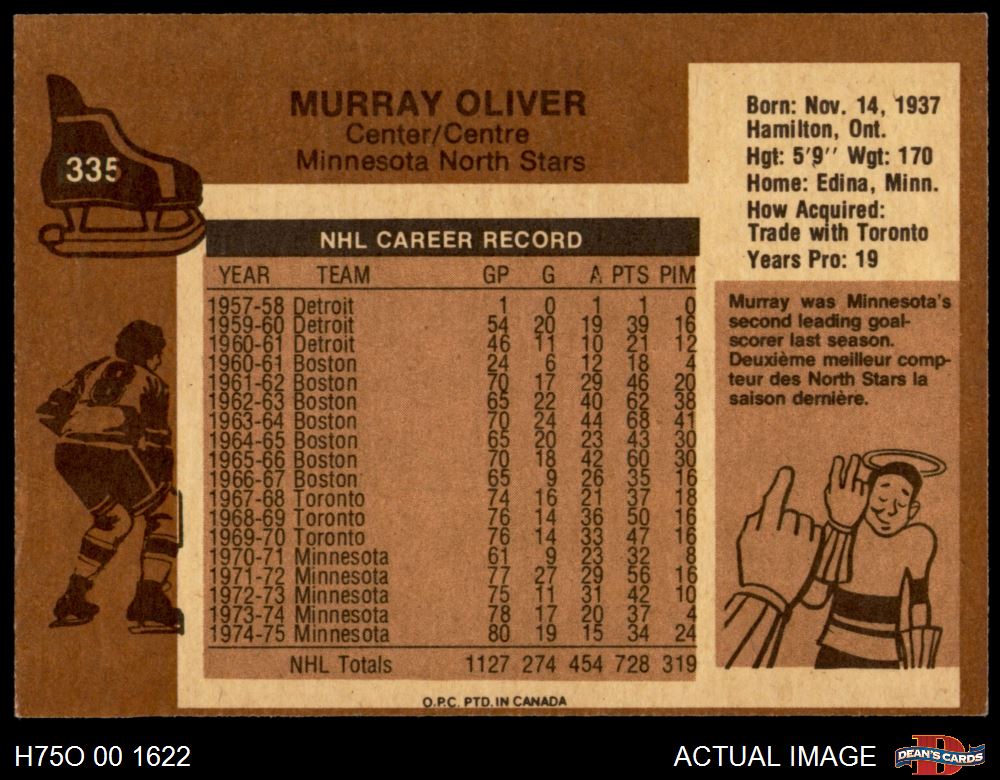 335
MURRAY OLIVER
Center/Centre
Minnesota North Stars
Born: Nov. 14, 1937
Hamilton, Ont.
Hgt: 5'9'' Wgt: 170
Home: Edina, Minn.
How Acquired:
Trade with Toronto
Years Pro: 19
NHL CAREER RECORD
YEAR TEAM GP G A PTS PIM
1957-58 Detroit 1 0 1 1 0
1959-60 Detroit 54 20 19 39 16
1960-61 Detroit 46 11 10 21 12
1960-61 Boston 24 6 12 18 4
1961-62 Boston 70 17 29 46 20
1962-63 Boston 65 22 40 62 38
1963-64 Boston 70 24 44 68 41
1964-65 Boston 65 20 23 43 30
1965-66 Boston 70 18 42 60 30
1966-67 Boston 65 9 26 35 16
1967-68 Toronto 74 16 21 37 18
1968-69 Toronto 76 14 36 50 16
1969-70 Toronto 76 14 33 47 16
1970-71 Minnesota 61 9 23 32 8
1971-72 Minnesota 77 27 29 56 16
1972-73 Minnesota 75 11 31 42 10
1973-74 Minnesota 78 17 20 37 4
1974-75 Minnesota 80 19 15 34 24
NHL Totals 1127 274 454 728 319
Murray was Minnesota's
second leading goal-
scorer last season.
Deuxième meilleur comp-
teur des North Stars la
saison dernière.
O.P.C. PTD. IN CANADA
H75O 00 1622
ACTUAL IMAGE
D
DEAN'S CARDS